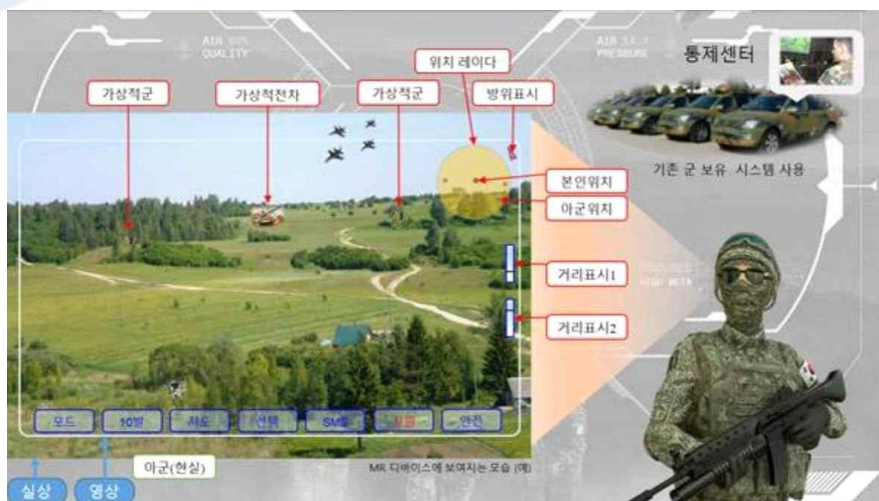 AIR
QUALITY
AIR
PRESSURE
위치 레이다
통제센터
가상적군
가상적전차
가상적군
방위표시
기존 군 보유 시스템 사용
본인위치
아군위치
거리표시1
거리표시2
모드
10발
지도
선택
SMS
안전
아군(현실)
MR 디바이스에 보여지는 모습 (예)
실상
영상